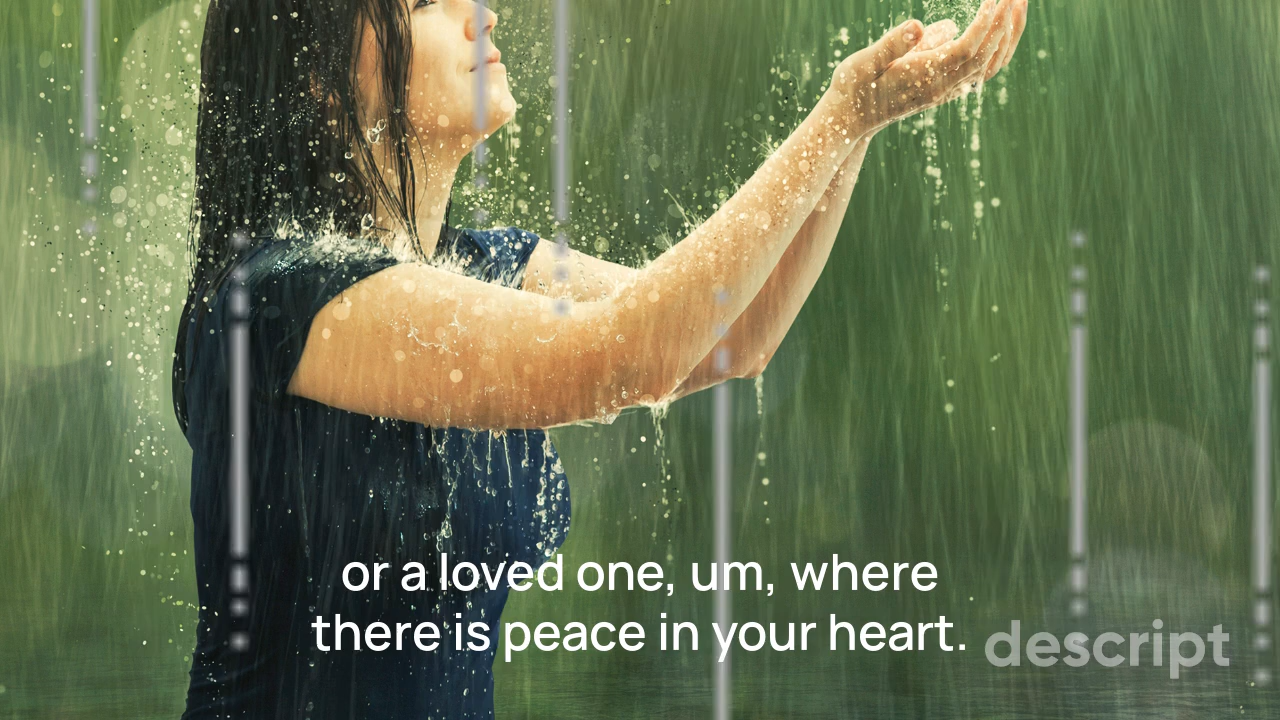 or a loved one, um, where
there is peace in your heart.
descript